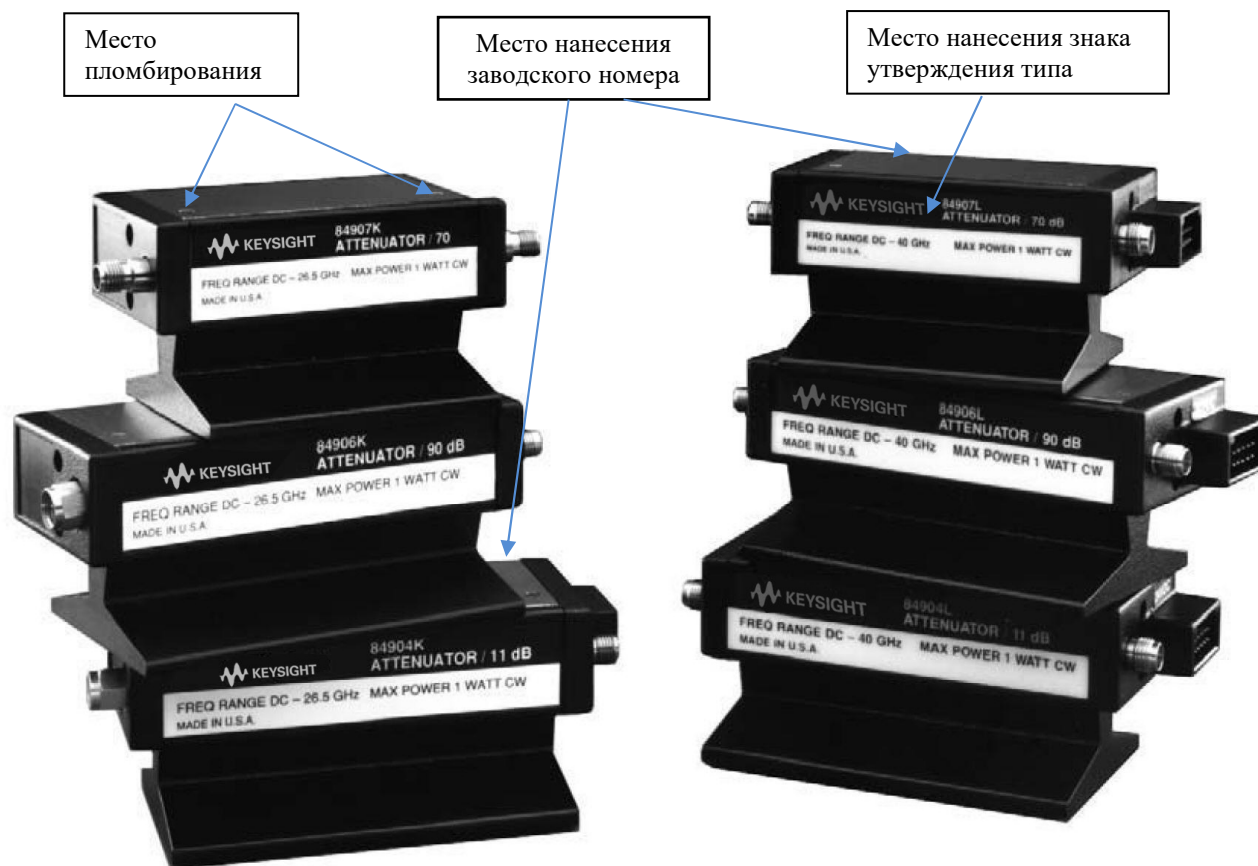 Место
пломбирования
Место нанесения
заводского номера
Место нанесения знака
утверждения типа
KEYSIGHT
84907K
ATTENUATOR / 70
FREQ RANGE DC – 26.5 GHz MAX POWER 1 WATT CW
MADE IN U.S.A.
KEYSIGHT
84906K
ATTENUATOR / 90 dB
FREQ RANGE DC – 26.5 GHz MAX POWER 1 WATT CW
MADE IN U.S.A.
KEYSIGHT
84904K
ATTENUATOR / 11 dB
FREQ RANGE DC – 26.5 GHz MAX POWER 1 WATT CW
MADE IN U.S.A.
KEYSIGHT
84907L
ATTENUATOR / 70 dB
FREQ RANGE DC – 40 GHz MAX POWER 1 WATT CW
MADE IN U.S.A.
KEYSIGHT
84906L
ATTENUATOR / 90 dB
FREQ RANGE DC – 40 GHz MAX POWER 1 WATT CW
MADE IN U.S.A.
KEYSIGHT
84904L
ATTENUATOR / 11 dB
FREQ RANGE DC – 40 GHz MAX POWER 1 WATT CW
MADE IN U.S.A.